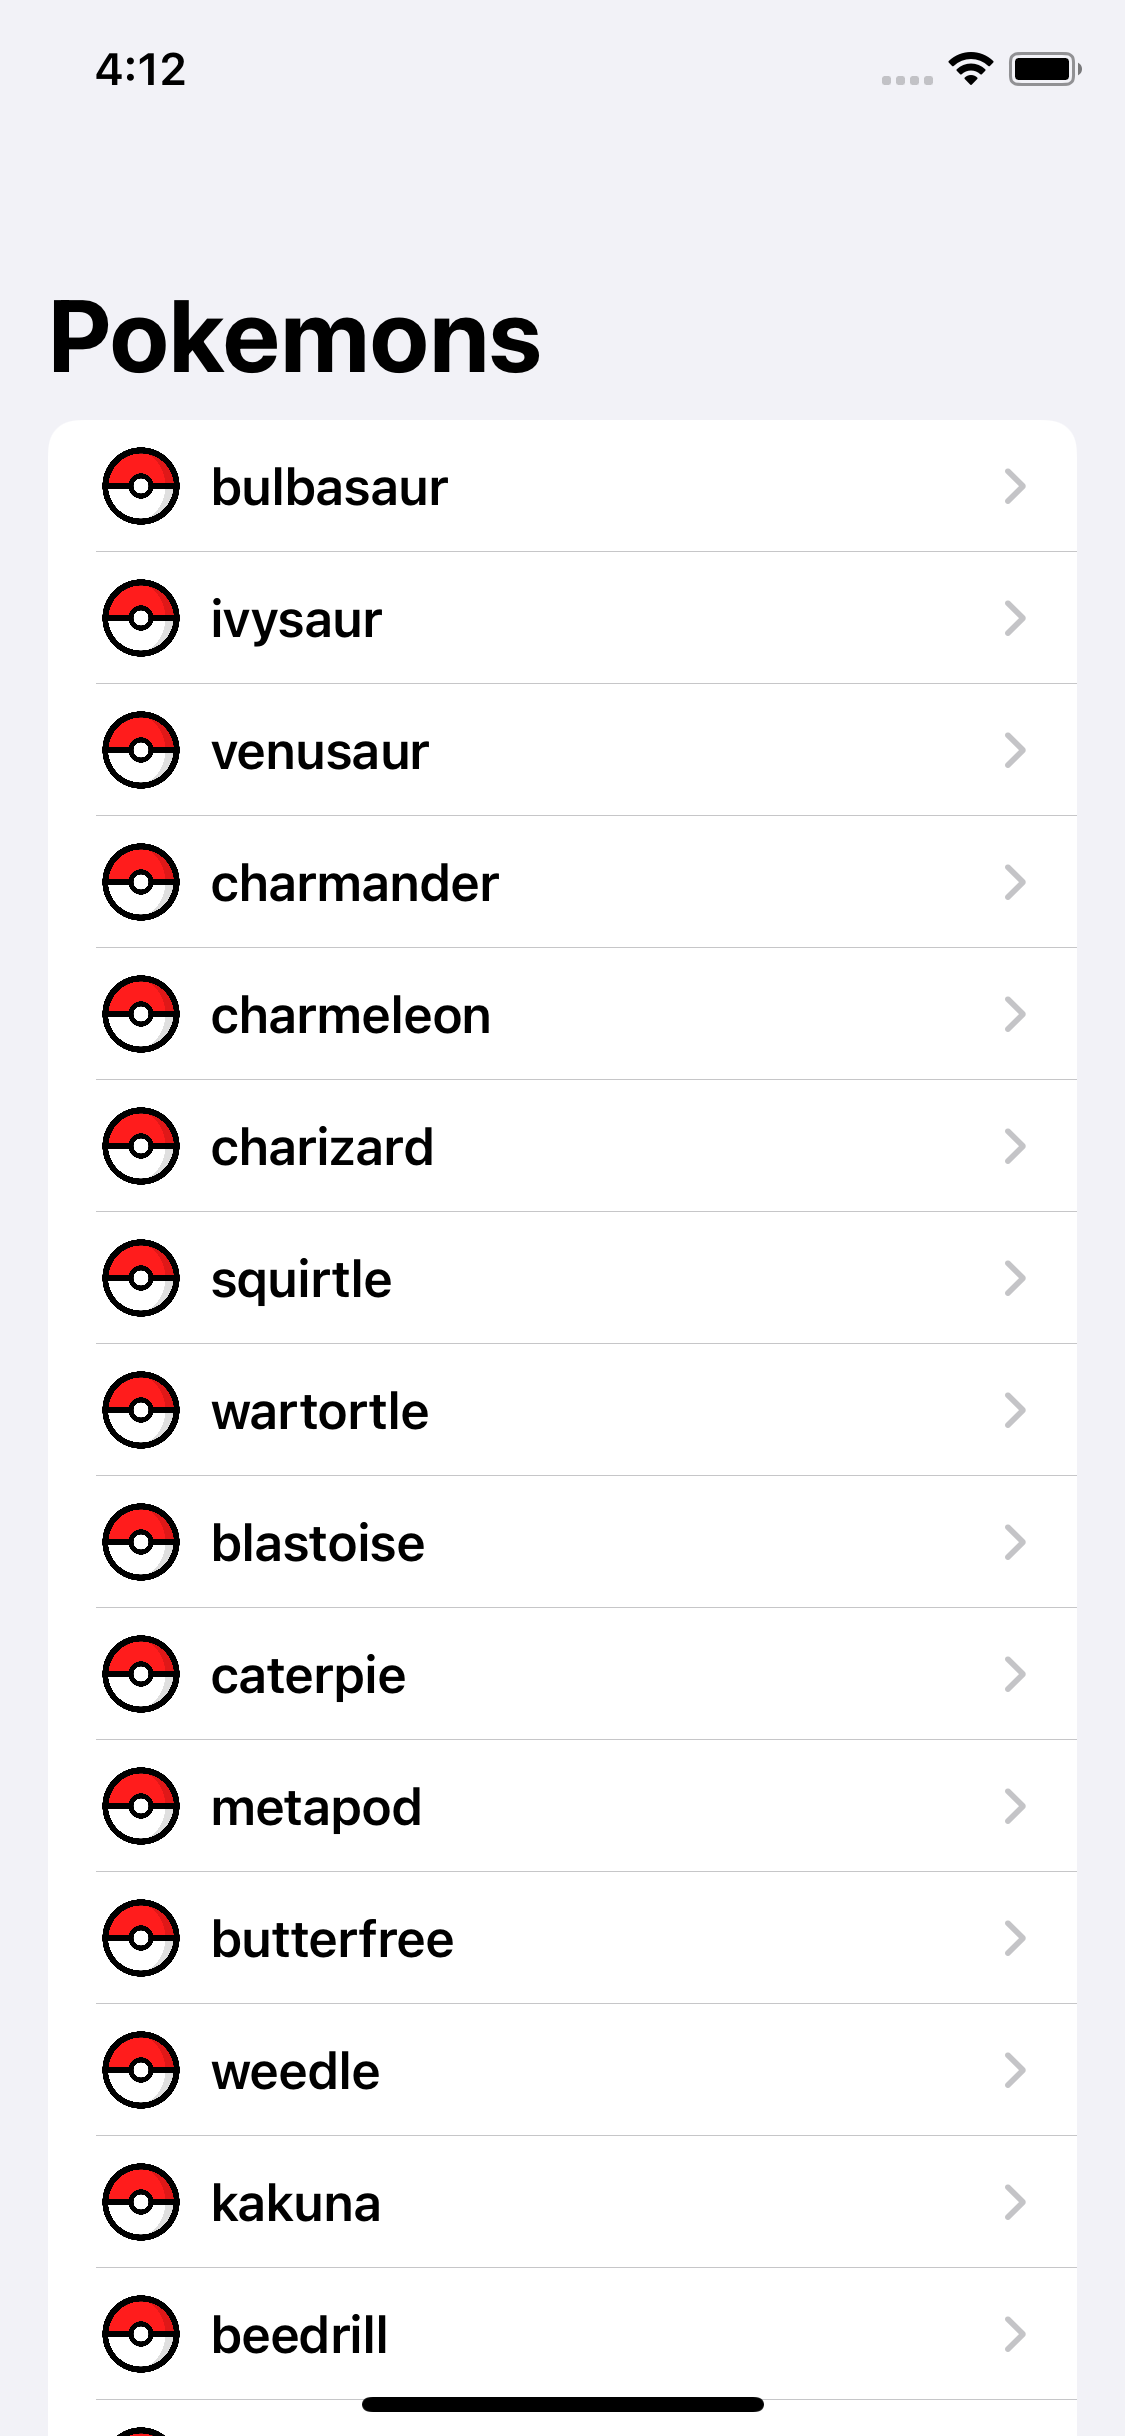 4:12
Pokemons
bulbasaur
ivysaur
venusaur
charmander
charmeleon
charizard
squirtle
wartortle
blastoise
caterpie
metapod
butterfree
weedle
kakuna
beedrill